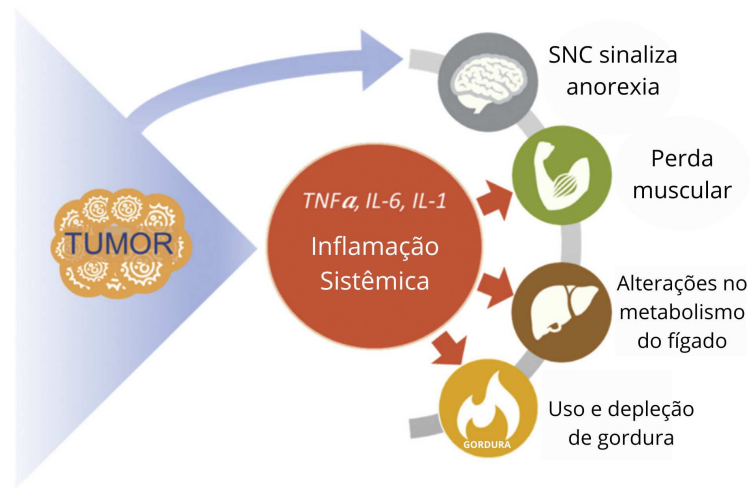 SNC sinaliza
anorexia
Perda
muscular
TNFα, IL-6, IL-1
Inflamação
Sistêmica
TUMOR
Alterações no
metabolismo
do fígado
Uso e depleção
de gordura
GORDURA